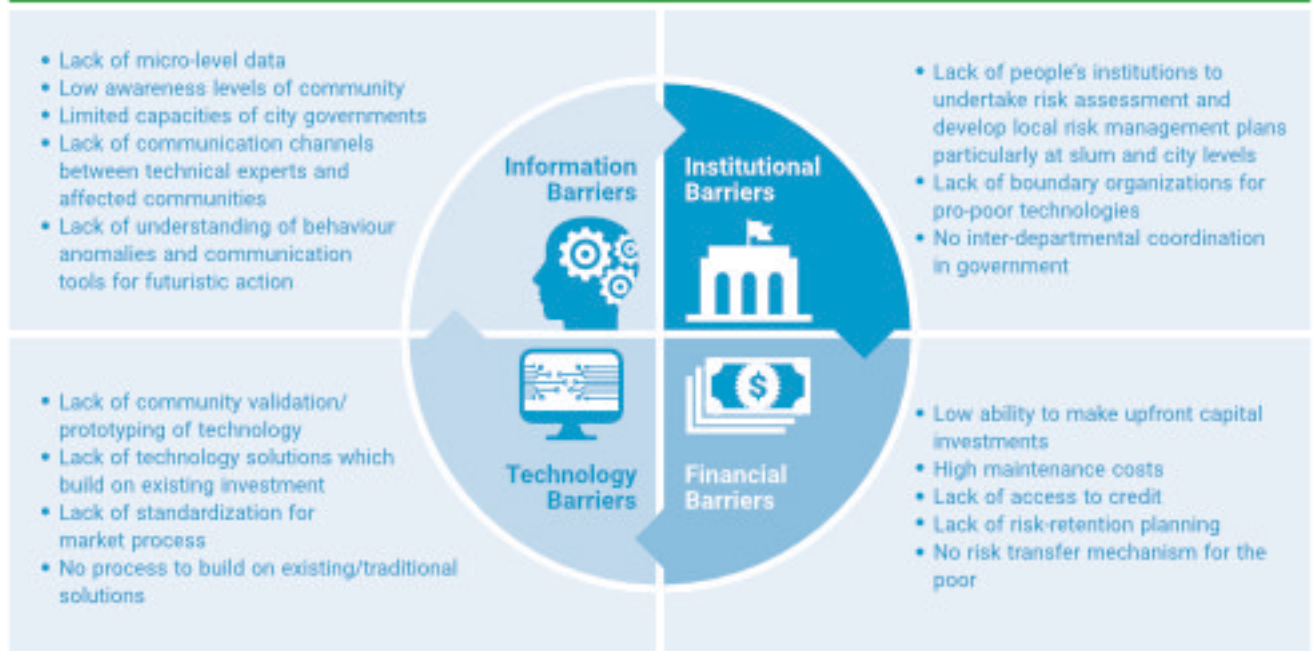 • Lack of micro-level data
• Low awareness levels of community
• Limited capacities of city governments
• Lack of communication channels
between technical experts and
affected communities
• Lack of understanding of behaviour
anomalies and communication
tools for futuristic action
Information
Barriers
Institutional
Barriers
• Lack of people's institutions to
undertake risk assessment and
develop local risk management plans
particularly at slum and city levels
• Lack of boundary organizations for
pro-poor technologies
• No inter-departmental coordination
in government
• Lack of community validation/
prototyping of technology
• Lack of technology solutions which
build on existing investment
• Lack of standardization for
market process
• No process to build on existing/traditional
solutions
Technology
Barriers
$
Financial
Barriers
• Low ability to make upfront capital
investments
• High maintenance costs
• Lack of access to credit
• Lack of risk-retention planning
• No risk transfer mechanism for the
poor